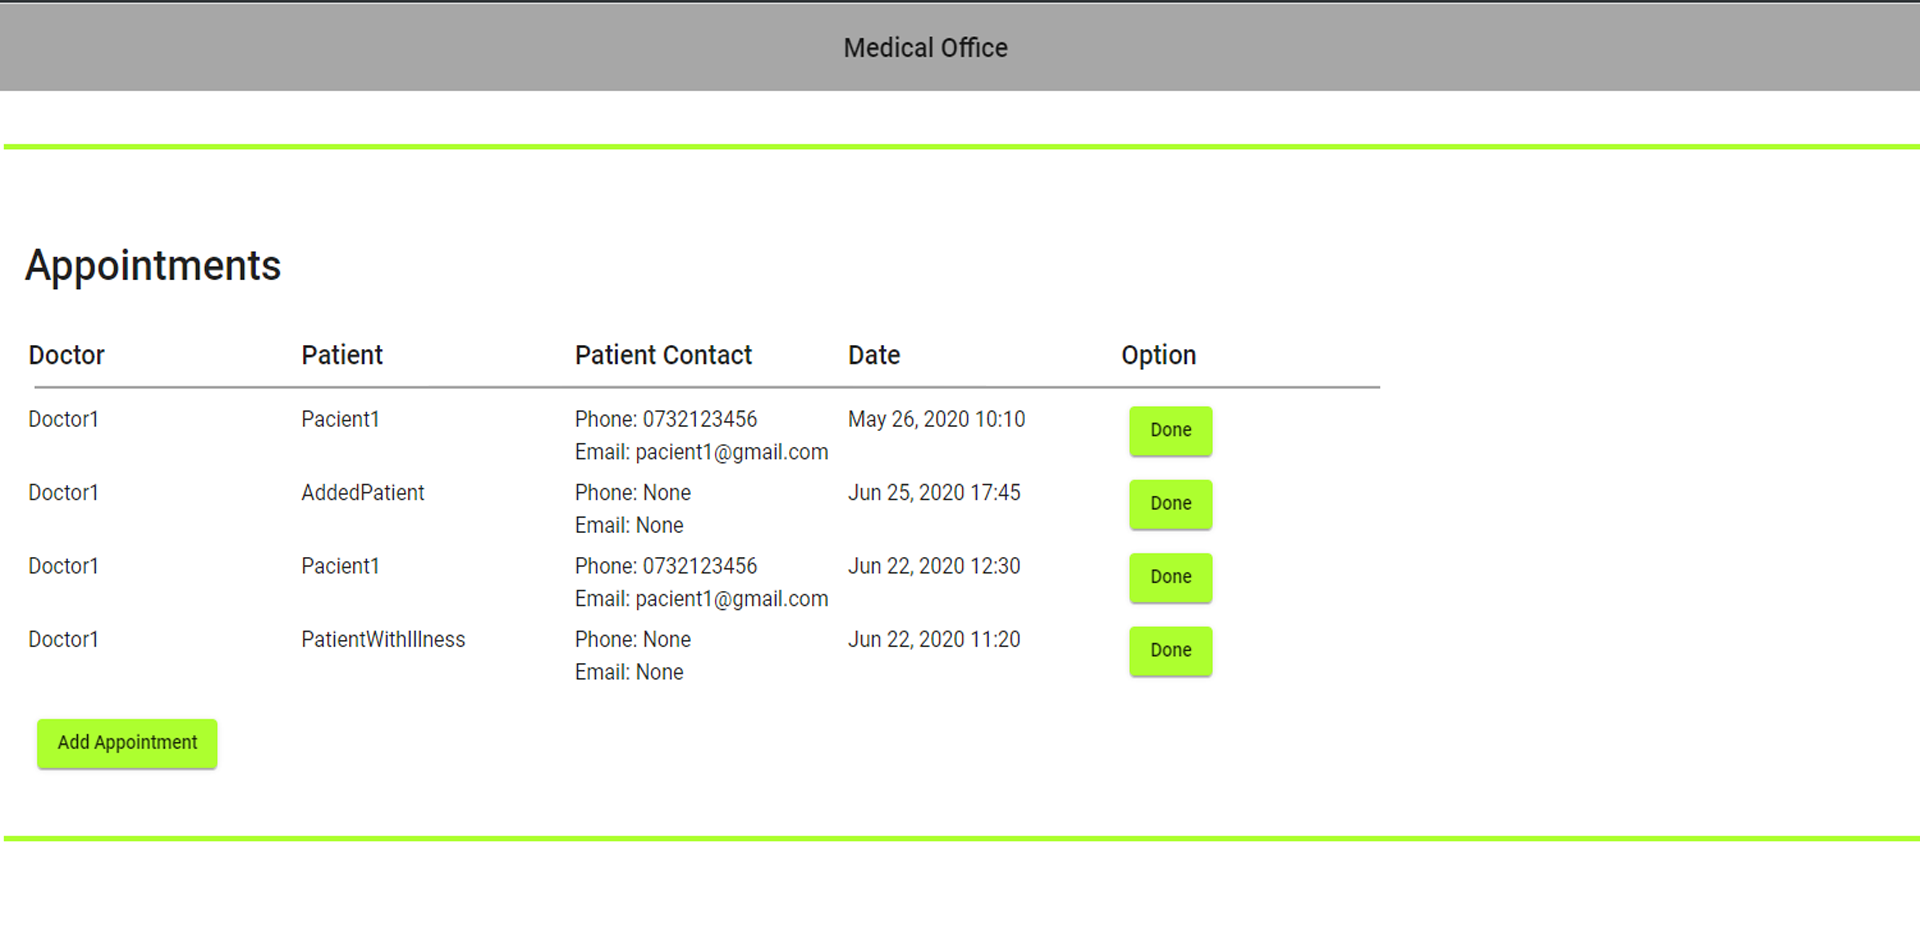 Medical Office
Appointments
Doctor Patient Patient Contact Date Option
Doctor1 Pacient1 Phone: 0732123456 May 26, 2020 10:10 Done
Email: pacient1@gmail.com
Doctor1 AddedPatient Phone: None Jun 25, 2020 17:45 Done
Email: None
Doctor1 Pacient1 Phone: 0732123456 Jun 22, 2020 12:30 Done
Email: pacient1@gmail.com
Doctor1 PatientWithIllness Phone: None Jun 22, 2020 11:20 Done
Email: None
Add Appointment